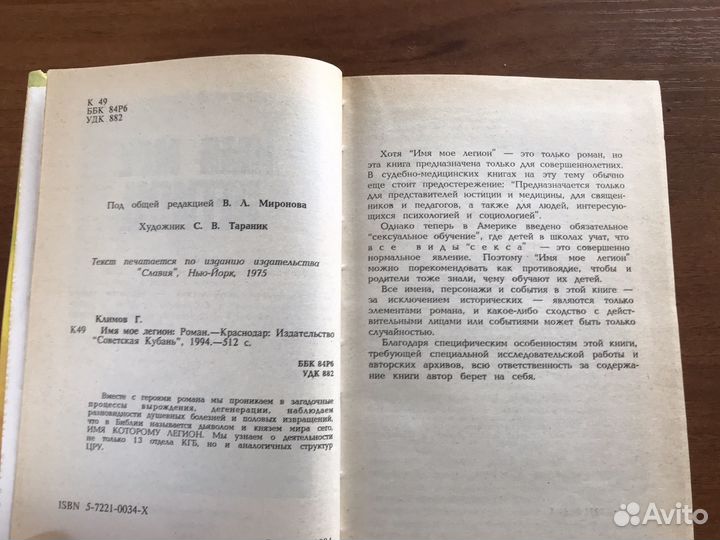 К 49
ББК 84Р6
УДК 882
Под общей редакцией В. Л. Миронова
Художник С. В. Тараник
Текст печатается по изданию издательства
"Славия", Нью-Йорк, 1975
Климов Г.
К49 Имя мое легион: Роман.—Краснодар: Издательство
"Советская Кубань", 1994.—512 с.
ББК 84Р6
УДК 882
Вместе с героями романа мы проникаем в загадочные
процессы вырождения, дегенерации, наблюдаем
разновидности душевных болезней и половых извращений,
что в Библии называется дьяволом и князем мира сего,
ИМЯ КОТОРОМУ ЛЕГИОН. Мы узнаем о деятельности
не только 13 отдела КГБ, но и аналогичных структур
ЦРУ.
ISBN 5-7221-0034-X
Хотя "Имя мое легион" — это только роман, но
эта книга предназначена только для совершеннолетних.
В судебно-медицинских книгах на эту тему обычно
еще стоит предостережение: "Предназначается только
для представителей юстиции и медицины, для священ-
ников и педагогов, а также для людей, интересую-
щихся психологией и социологией".
Однако теперь в Америке введено обязательное
"сексуальное обучение", где детей в школах учат, что
все виды "секса" — это совершенно
нормальное явление. Поэтому "Имя мое легион"
можно порекомендовать как противоядие, чтобы и
родители тоже знали, чему обучают их детей.
Все имена, персонажи и события в этой книге —
за исключением исторических — являются только
элементами романа, и какое-либо сходство с дейст-
вительными лицами или событиями может быть только
случайностью.
Благодаря специфическим особенностям этой книги,
требующей специальной исследовательской работы и
авторских архивов, всю ответственность за содержа-
ние книги автор берет на себя.
Avito